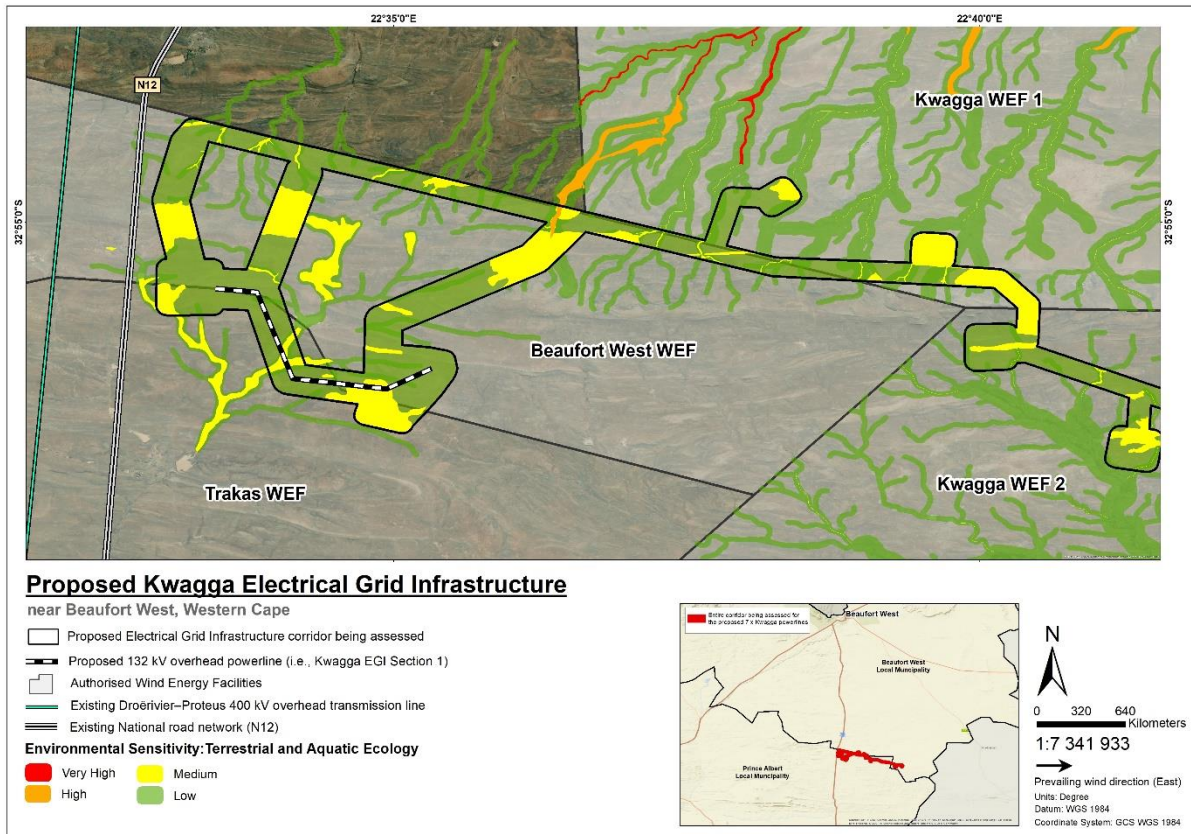 22°35'0"E
22°40'0"E
N12
Kwagga WEF 1
32°55'0"S
32°55'0"S
Beaufort West WEF
Trakas WEF
Kwagga WEF 2
Proposed Kwagga Electrical Grid Infrastructure
near Beaufort West, Western Cape
Proposed Electrical Grid Infrastructure corridor being assessed
Proposed 132 kV overhead powerline (i.e., Kwagga EGI Section 1)
Authorised Wind Energy Facilities
Existing Droërivier–Proteus 400 kV overhead transmission line
Existing National road network (N12)
Environmental Sensitivity:Terrestrial and Aquatic Ecology
Very High
Medium
High
Low
Entire corridor being assessed for
the proposed 7 x Kwagga powerlines
Beaufort West
Beaufort West
Local Municipality
Prince Albert
Local Muncipality
N
0 320 640
Kilometers
1:7 341 933
Prevailing wind direction (East)
Units: Degree
Datum: WGS 1984
Coordinate System: GCS WGS 1984